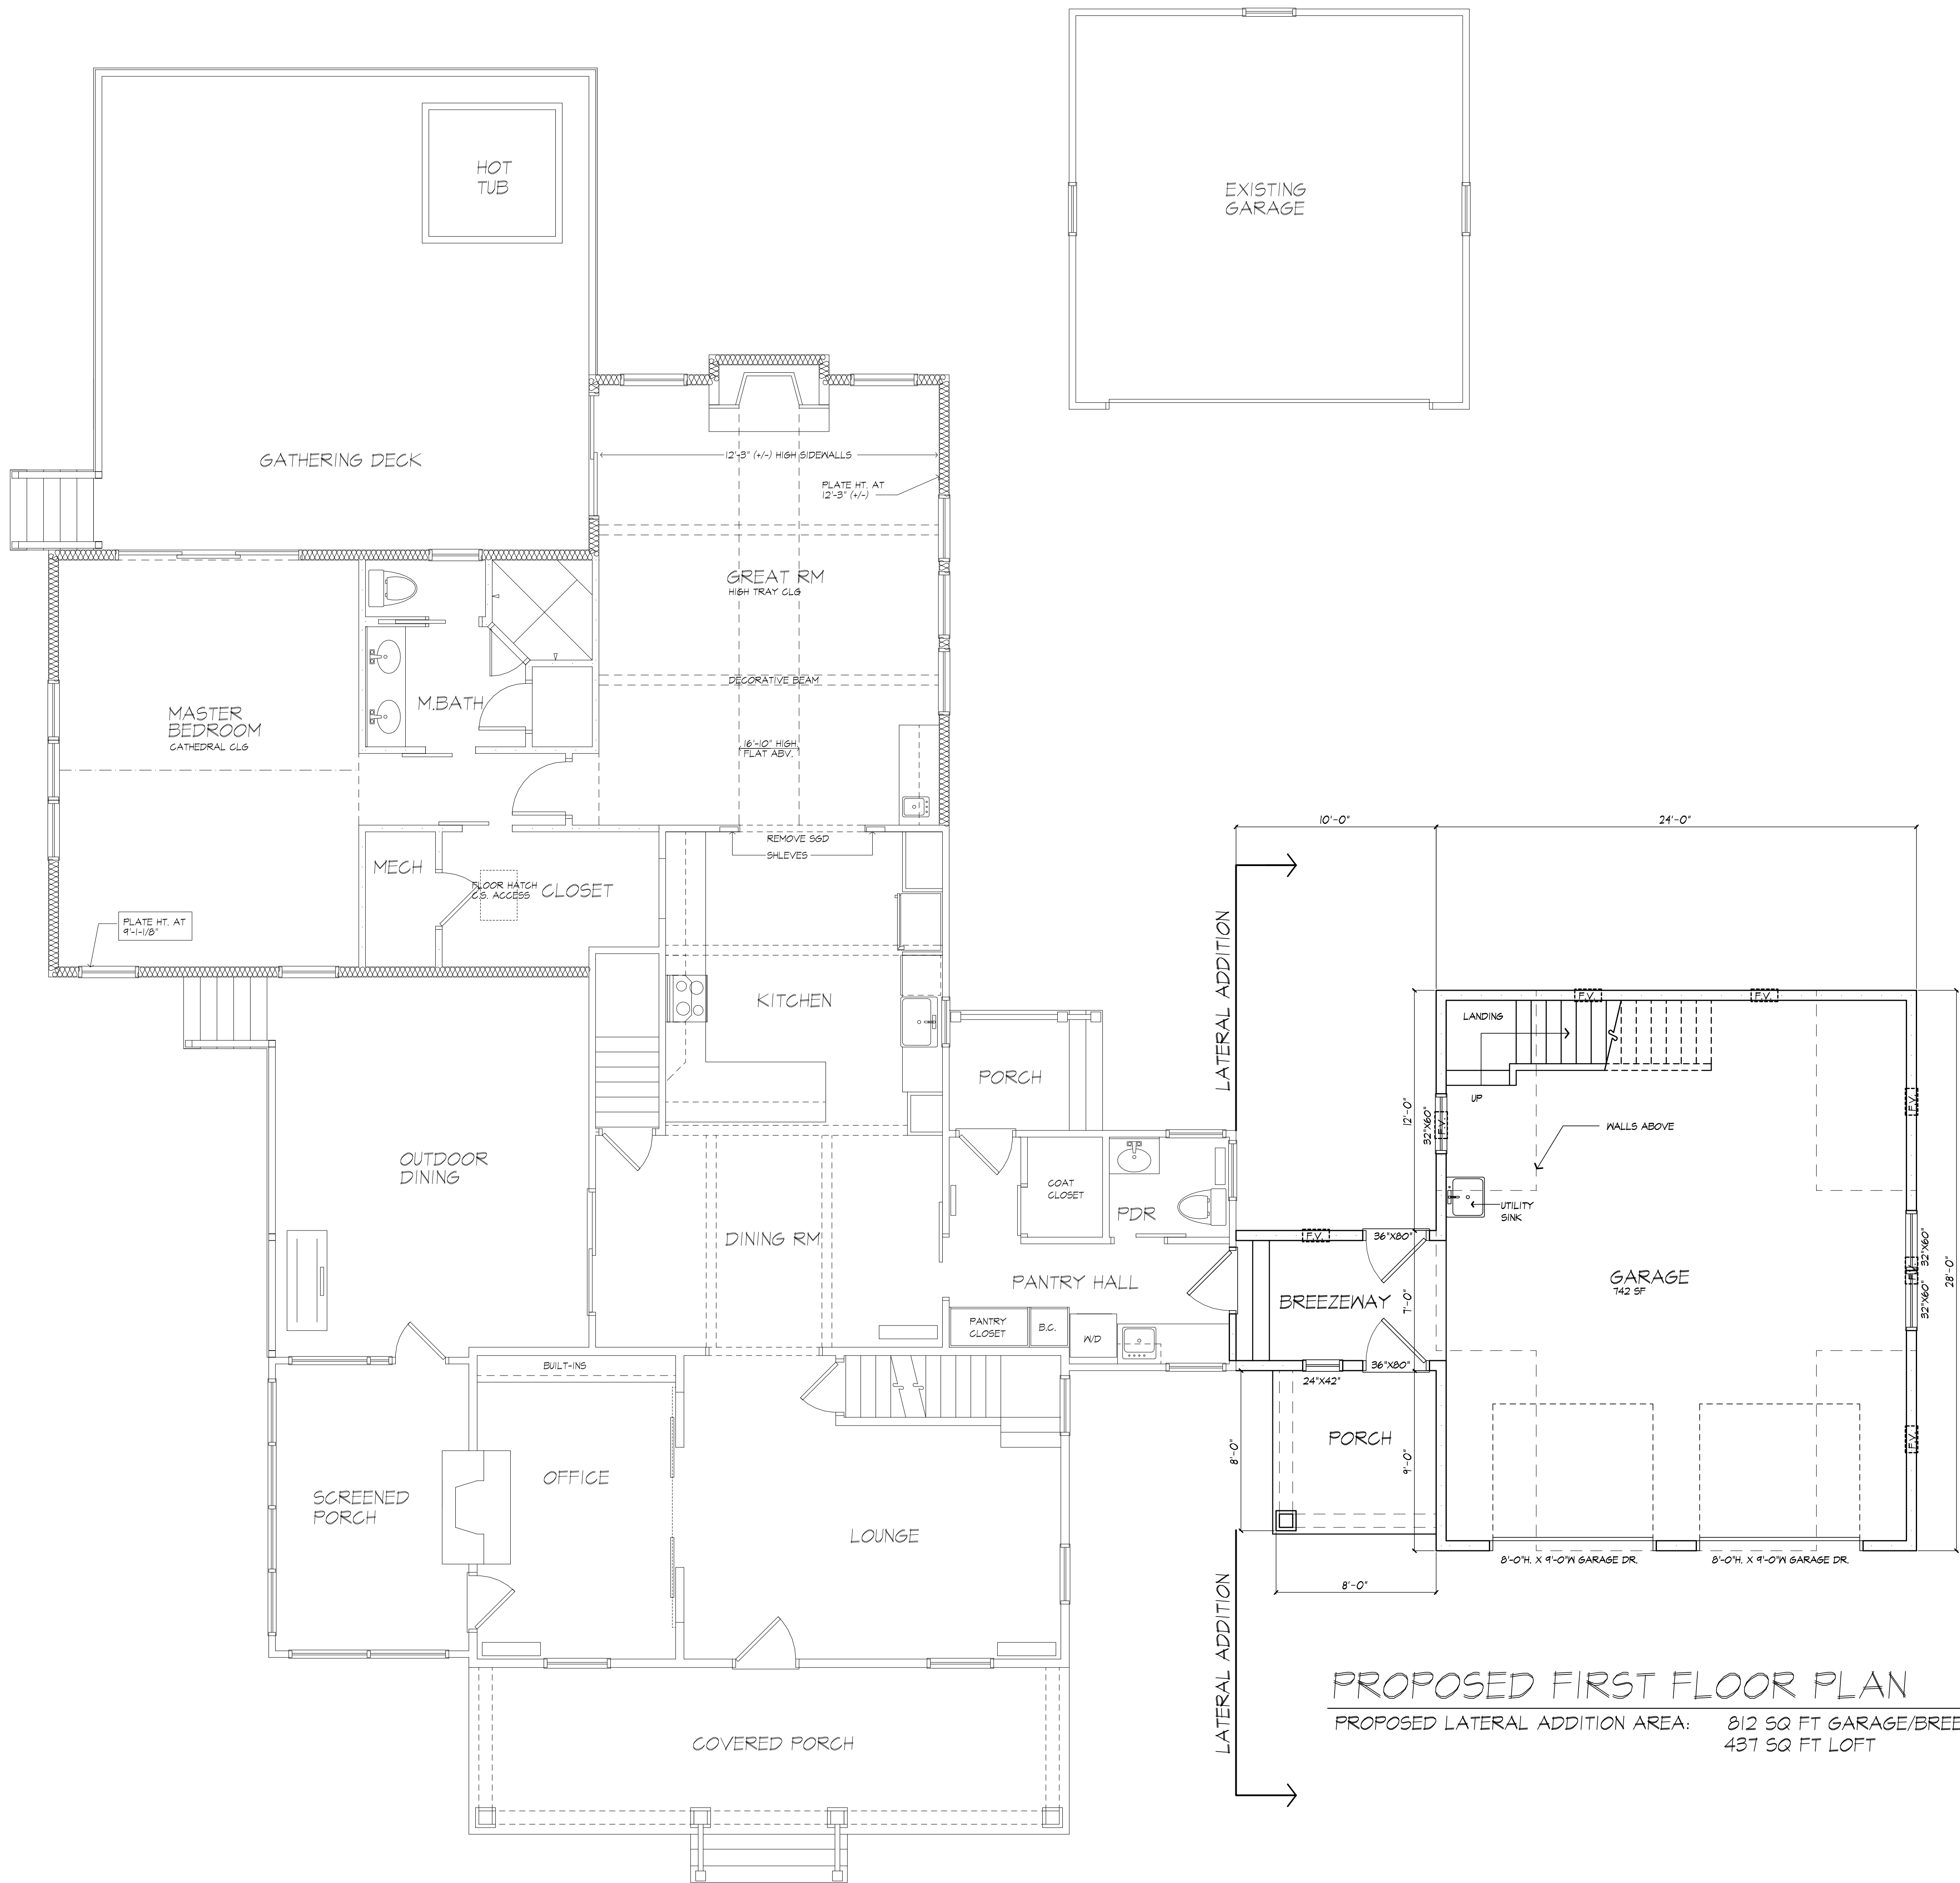 HOT
TUB
EXISTING
GARAGE
GATHERING DECK
12'-3" (+/-) HIGH SIDEWALLS
PLATE HT. AT
12'-3" (+/-)
GREAT RM
HIGH TRAY CLG
DECORATIVE BEAM
M.BATH
MASTER
BEDROOM
CATHEDRAL CLG
16'-10" HIGH
FLAT ABV.
REMOVE SGD
SHLEVES
MECH
FLOOR HATCH
C.S. ACCESS
CLOSET
PLATE HT. AT
9'-1-1/8"
KITCHEN
PORCH
OUTDOOR
DINING
DINING RM
COAT
CLOSET
PDR
PANTRY HALL
PANTRY
CLOSET
B.C.
W/D
BUILT-INS
OFFICE
SCREENED
PORCH
LOUNGE
COVERED PORCH
LATERAL ADDITION
LATERAL ADDITION
10'-0"
24'-0"
F.V.
F.V.
LANDING
UP
12'-0"
32"X60"
F.V.
WALLS ABOVE
F.V.
UTILITY
SINK
F.V.
36"X80"
BREEZEWAY
7'-0"
GARAGE
742 SF
32"X60"
F.V.
32"X60"
28'-0"
36"X80"
24"X42"
PORCH
8'-0"
9'-0"
F.V.
8'-0"H. X 9'-0"W GARAGE DR.
8'-0"H. X 9'-0"W GARAGE DR.
8'-0"
PROPOSED FIRST FLOOR PLAN
PROPOSED LATERAL ADDITION AREA: 812 SQ FT GARAGE/BREE
437 SQ FT LOFT